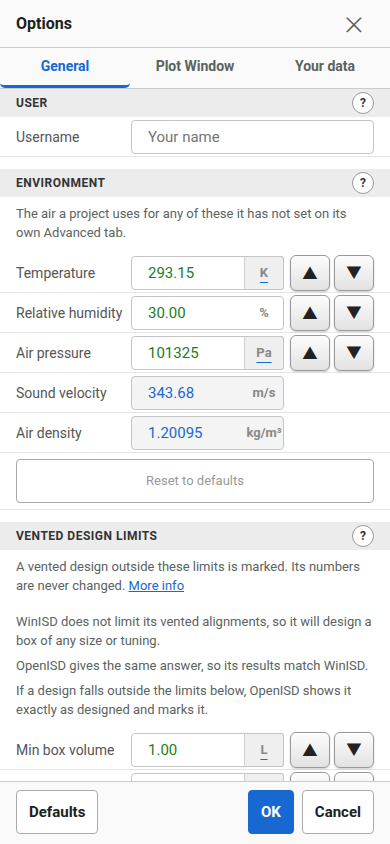 Options
General
Plot Window
Your data
USER
?
Username
Your name
ENVIRONMENT
?
The air a project uses for any of these it has not set on its
own Advanced tab.
Temperature
293.15
K
Relative humidity
30.00
%
Air pressure
101325
Pa
Sound velocity
343.68
m/s
Air density
1.20095
kg/m³
Reset to defaults
VENTED DESIGN LIMITS
?
A vented design outside these limits is marked. Its numbers
are never changed. More info
WinISD does not limit its vented alignments, so it will design a
box of any size or tuning.
OpenISD gives the same answer, so its results match WinISD.
If a design falls outside the limits below, OpenISD shows it
exactly as designed and marks it.
Min box volume
1.00
L
Defaults
OK
Cancel